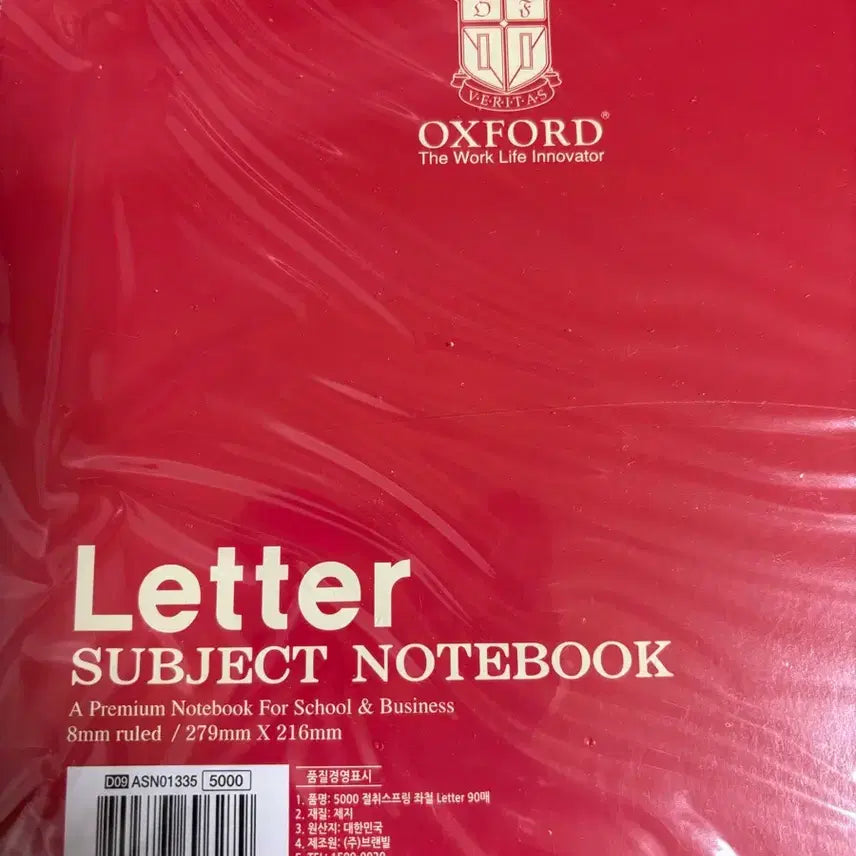 O F
VERITAS
OXFORD®
The Work Life Innovator
Letter
SUBJECT NOTEBOOK
A Premium Notebook For School & Business
8mm ruled / 279mm X 216mm
D09 ASN01335 5000
품질경영표시
1. 품명: 5000 절취스프링 좌철 Letter 90매
2. 재질: 제지
3. 원산지: 대한민국
4. 제조원: (주)브랜빌